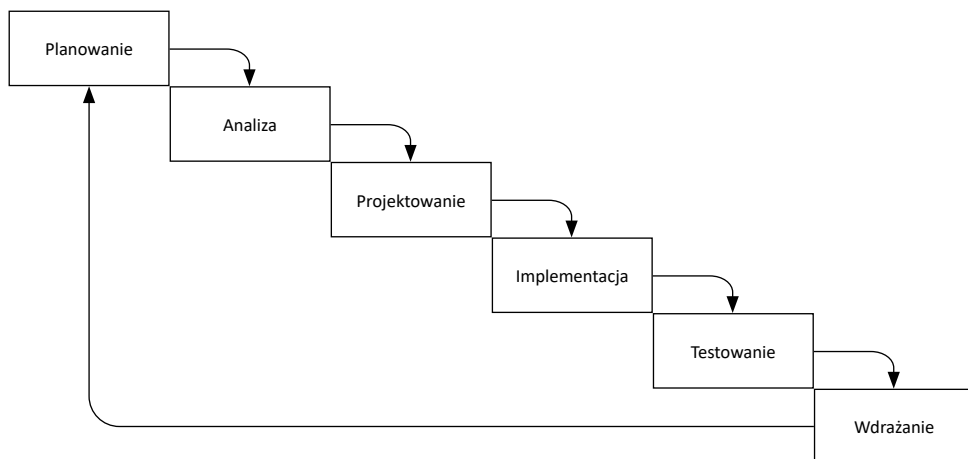 Planowanie
Analiza
Projektowanie
Implementacja
Testowanie
Wdrażanie